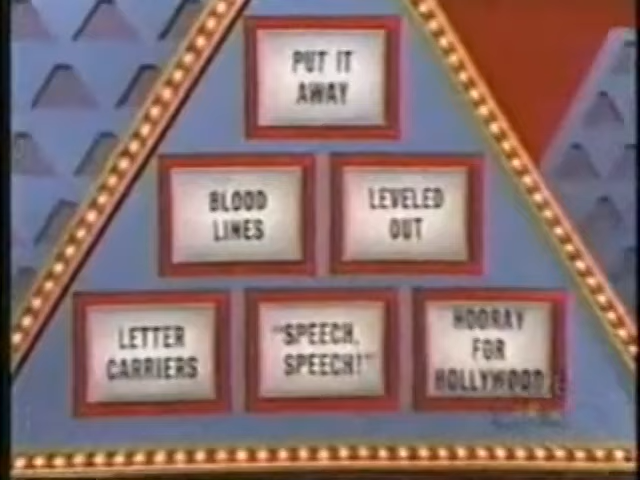 PUT IT
AWAY
BLOOD
LINES
LEVELED
OUT
LETTER
CARRIERS
"SPEECH,
SPEECH!"
HOORAY
FOR
HOLLYWOOD